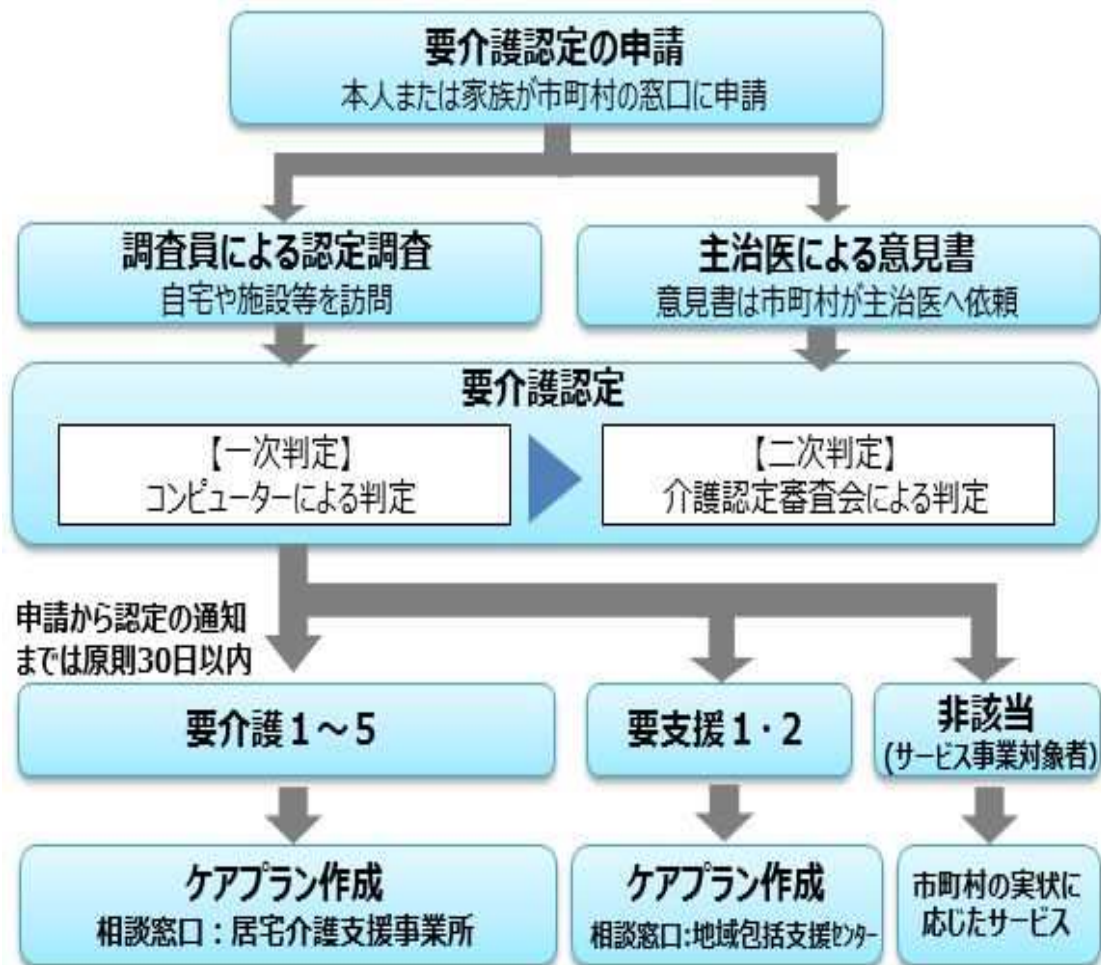 要介護認定の申請
本人または家族が市町村の窓口に申請
調査員による認定調査
自宅や施設等を訪問
主治医による意見書
意見書は市町村が主治医へ依頼
要介護認定
【一次判定】
コンピューターによる判定
【二次判定】
介護認定審査会による判定
申請から認定の通知
までは原則30日以内
要介護1～5
要支援1・2
非該当
(サービス事業対象者)
ケアプラン作成
相談窓口：居宅介護支援事業所
ケアプラン作成
相談窓口:地域包括支援ｾﾝﾀｰ
市町村の実状に
応じたサービス